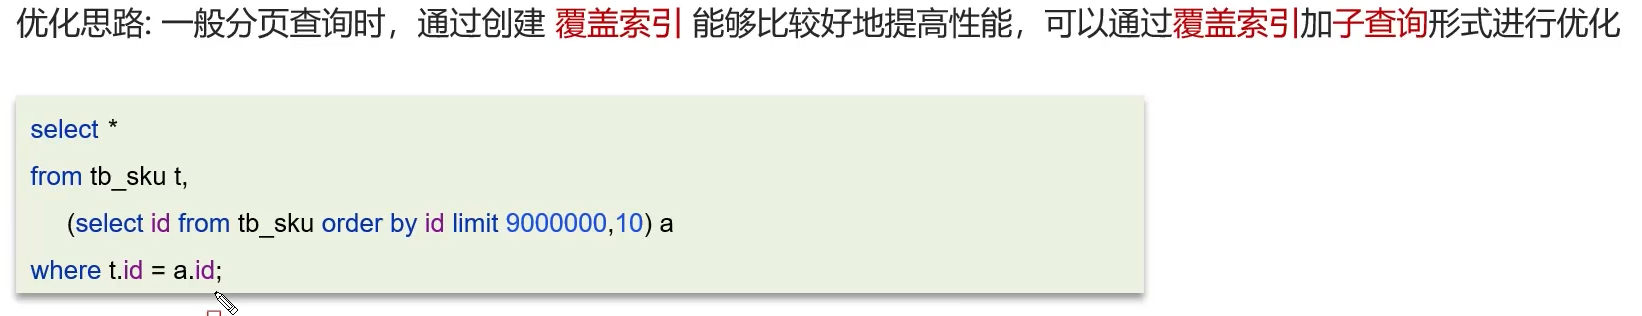 优化思路: 一般分页查询时，通过创建 覆盖索引 能够比较好地提高性能，可以通过覆盖索引加子查询形式进行优化
select *
from tb_sku t,
(select id from tb_sku order by id limit 9000000,10) a
where t.id = a.id;